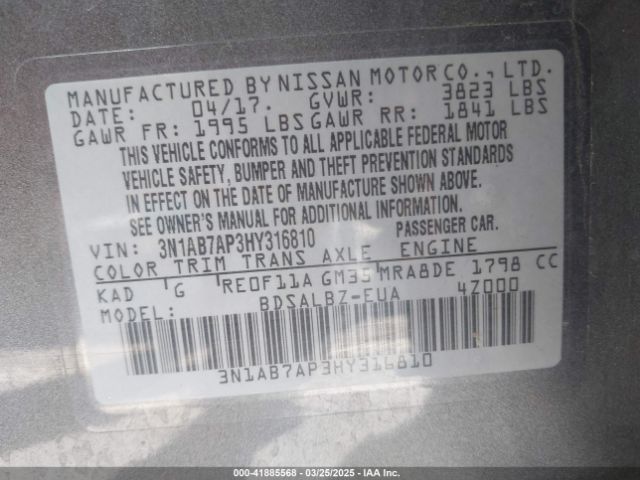 MANUFACTURED BY NISSAN MOTOR CO., LTD.
DATE: 04/17. GVWR: 3823 LBS
GAWR FR: 1995 LBS GAWR RR: 1841 LBS
THIS VEHICLE CONFORMS TO ALL APPLICABLE FEDERAL MOTOR
VEHICLE SAFETY, BUMPER AND THEFT PREVENTION STANDARDS
IN EFFECT ON THE DATE OF MANUFACTURE SHOWN ABOVE.
SEE OWNER'S MANUAL FOR ADDITIONAL INFORMATION.
VIN: 3N1AB7AP3HY316810 PASSENGER CAR.
COLOR TRIM TRANS AXLE ENGINE
KAD G RE0F11A GM35 MRA8DE 1798 CC
MODEL: BDSALBZ-EUA 4Z000
3N1AB7AP3HY316810
000-41885568 | 03/25/2025 | IAA Inc.